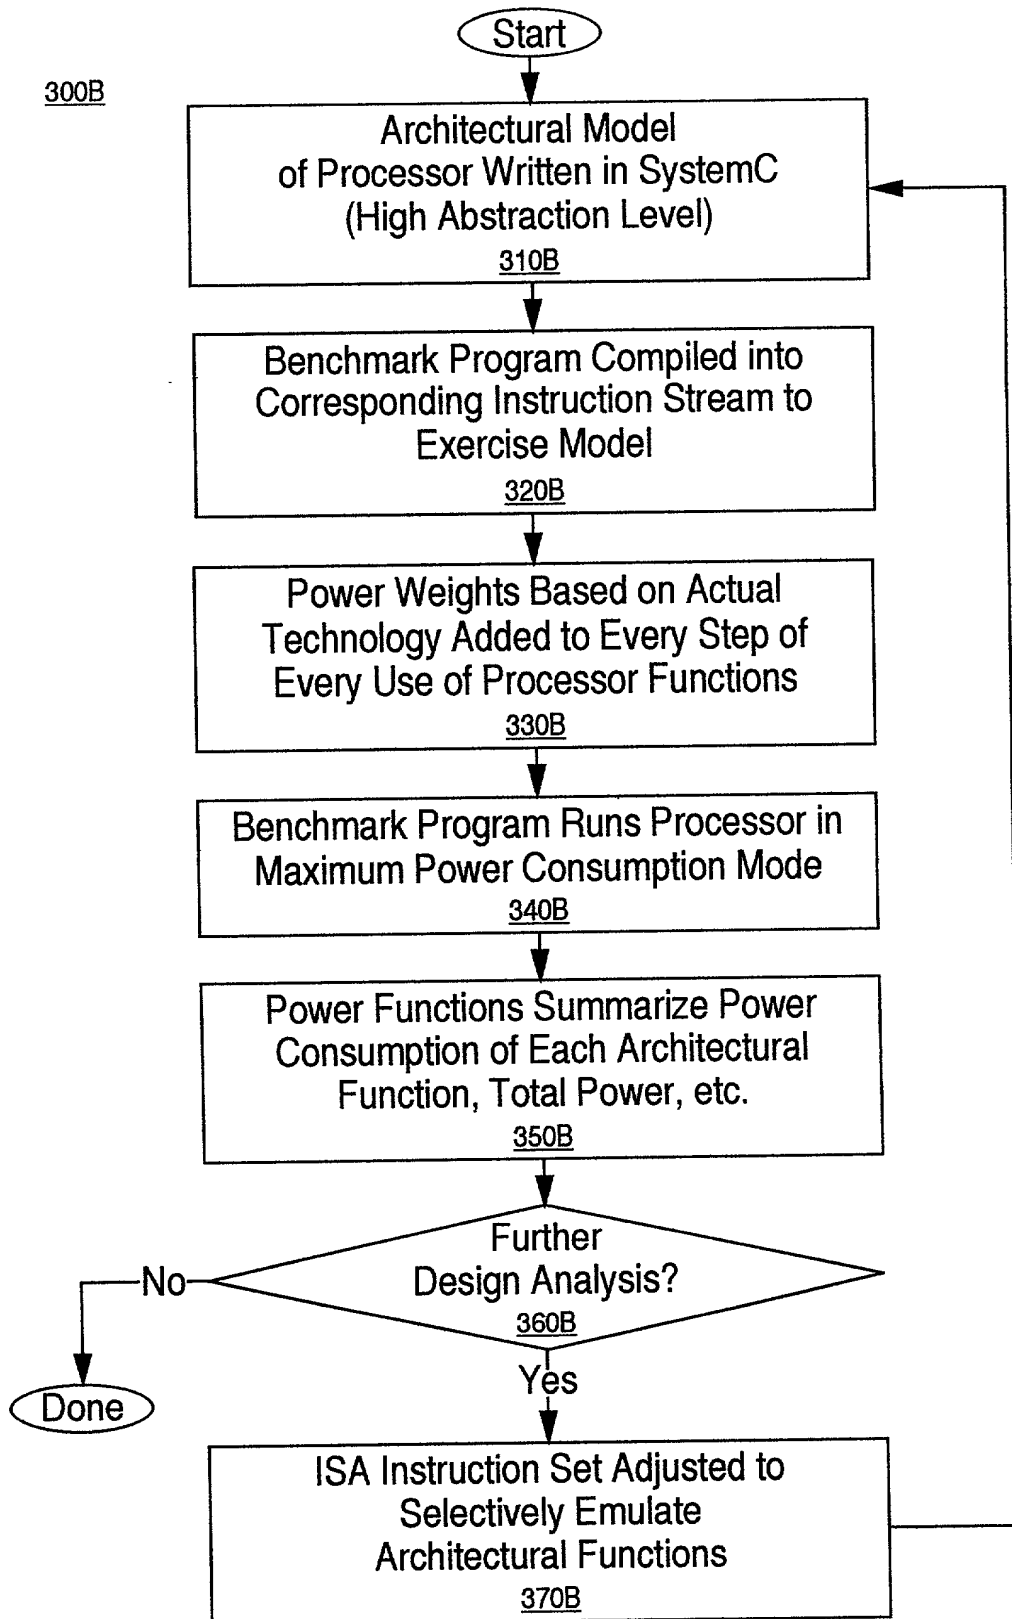 Start
300B
Architectural Model
of Processor Written in SystemC
(High Abstraction Level)
310B
Benchmark Program Compiled into
Corresponding Instruction Stream to
Exercise Model
320B
Power Weights Based on Actual
Technology Added to Every Step of
Every Use of Processor Functions
330B
Benchmark Program Runs Processor in
Maximum Power Consumption Mode
340B
Power Functions Summarize Power
Consumption of Each Architectural
Function, Total Power, etc.
350B
Further
Design Analysis?
360B
No
Yes
Done
ISA Instruction Set Adjusted to
Selectively Emulate
Architectural Functions
370B